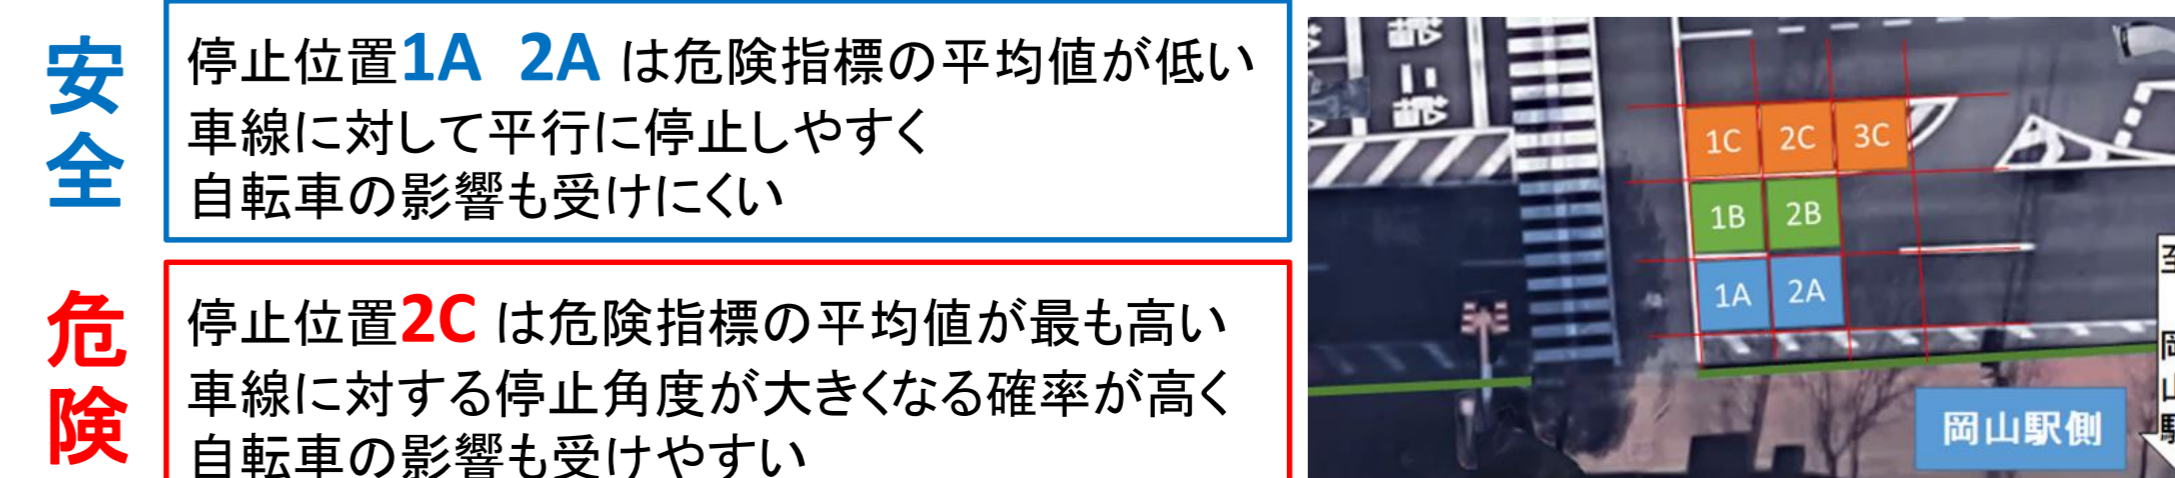 安全
停止位置1A 2A は危険指標の平均値が低い
車線に対して平行に停止しやすく
自転車の影響も受けにくい
危険
停止位置2C は危険指標の平均値が最も高い
車線に対する停止角度が大きくなる確率が高く
自転車の影響も受けやすい
1C 2C 3C
1B 2B
1A 2A
岡山駅側